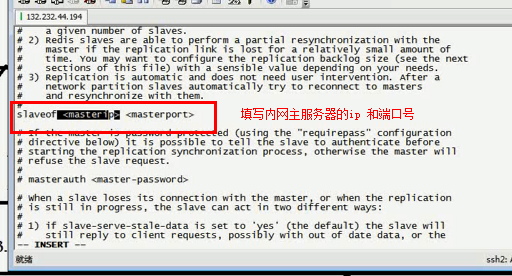 132.232.44.194
# a given number of slaves.
# 2) Redis slaves are able to perform a partial resynchronization with the
# master if the replication link is lost for a relatively small amount of
# time. You may want to configure the replication backlog size (see the next
# sections of this file) with a sensible value depending on your needs.
# 3) Replication is automatic and does not need user intervention. After a
# network partition slaves automatically try to reconnect to masters
# and resynchronize with them.
#
slaveof <masterip> <masterport>
填写内网主服务器的ip 和端口号
# If the master is password protected (using the "requirepass" configuration
# directive below) it is possible to tell the slave to authenticate before
# starting the replication synchronization process, otherwise the master will
# refuse the slave request.
#
# masterauth <master-password>
# When a slave loses its connection with the master, or when the replication
# is still in progress, the slave can act in two different ways:
#
# 1) if slave-serve-stale-data is set to 'yes' (the default) the slave will
# still reply to client requests, possibly with out of date data, or the
-- INSERT --
就绪
ssh2: